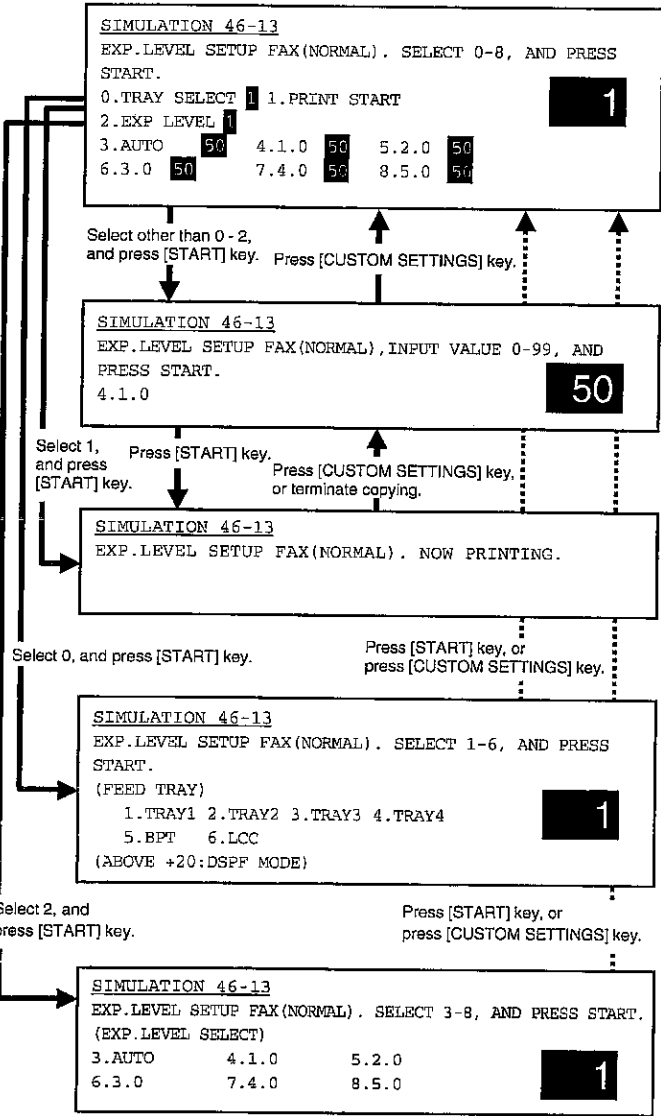 SIMULATION 46-13
EXP.LEVEL SETUP FAX(NORMAL). SELECT 0-8, AND PRESS
START.
0.TRAY SELECT 1 1.PRINT START
1
2.EXP LEVEL 1
3.AUTO 50 4.1.0 50 5.2.0 50
6.3.0 50 7.4.0 50 8.5.0 50
Select other than 0 - 2,
and press [START] key.
Press [CUSTOM SETTINGS] key.
SIMULATION 46-13
EXP.LEVEL SETUP FAX(NORMAL),INPUT VALUE 0-99, AND
PRESS START.
4.1.0
50
Select 1,
and press
[START] key.
Press [START] key.
Press [CUSTOM SETTINGS] key,
or terminate copying.
SIMULATION 46-13
EXP.LEVEL SETUP FAX(NORMAL). NOW PRINTING.
Select 0, and press [START] key.
Press [START] key, or
press [CUSTOM SETTINGS] key.
SIMULATION 46-13
EXP.LEVEL SETUP FAX(NORMAL). SELECT 1-6, AND PRESS
START.
(FEED TRAY)
1.TRAY1 2.TRAY2 3.TRAY3 4.TRAY4
1
5.BPT 6.LCC
(ABOVE +20:DSPF MODE)
Select 2, and
press [START] key.
Press [START] key, or
press [CUSTOM SETTINGS] key.
SIMULATION 46-13
EXP.LEVEL SETUP FAX(NORMAL). SELECT 3-8, AND PRESS START.
(EXP.LEVEL SELECT)
3.AUTO 4.1.0 5.2.0
1
6.3.0 7.4.0 8.5.0